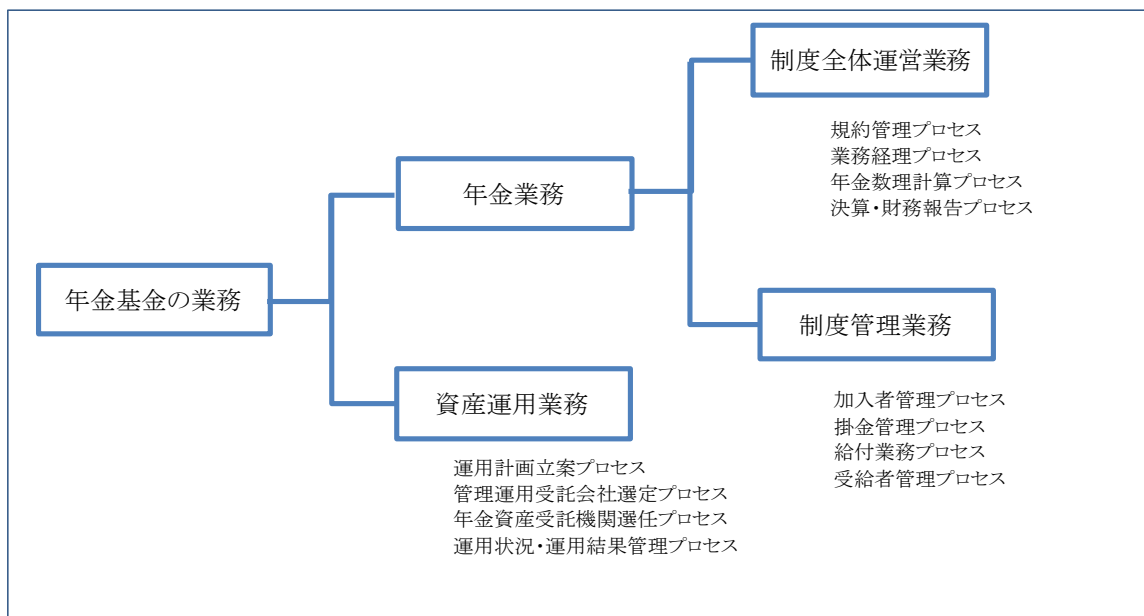 制度全体運営業務
規約管理プロセス
業務経理プロセス
年金数理計算プロセス
決算・財務報告プロセス
年金業務
年金基金の業務
制度管理業務
加入者管理プロセス
掛金管理プロセス
給付業務プロセス
受給者管理プロセス
資産運用業務
運用計画立案プロセス
管理運用受託会社選定プロセス
年金資産受託機関選任プロセス
運用状況・運用結果管理プロセス